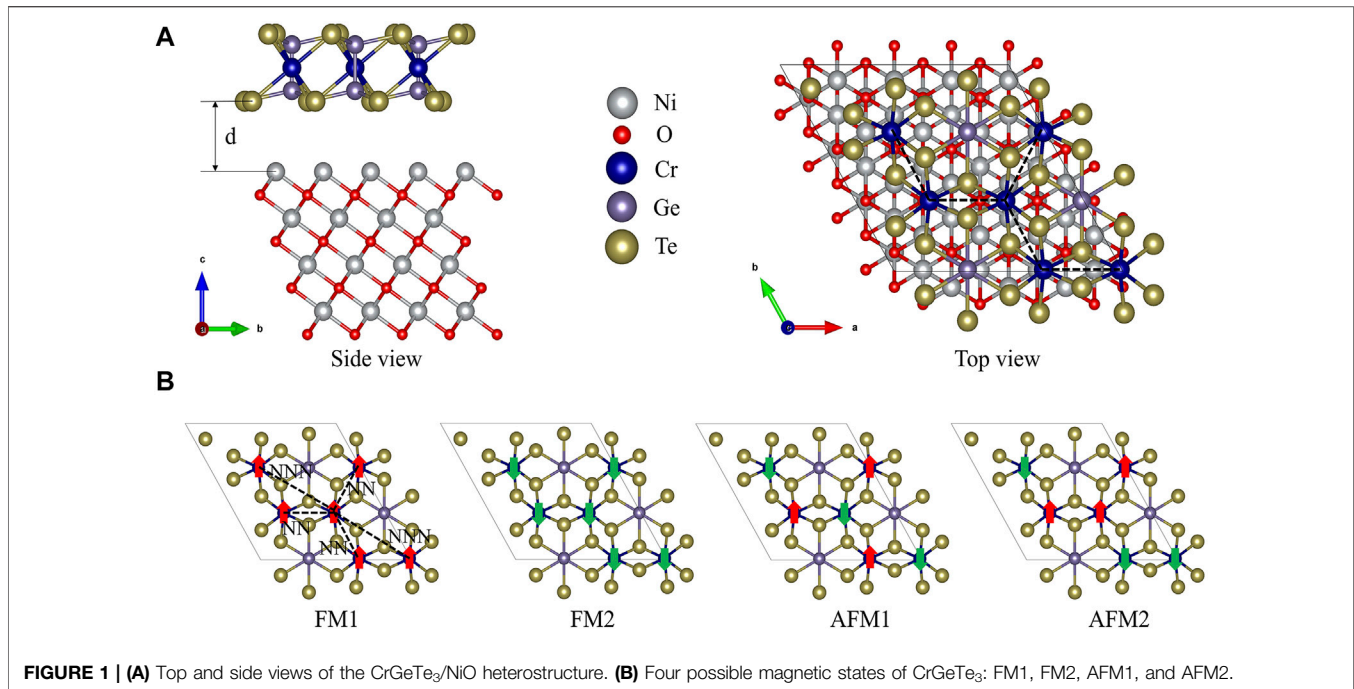 A
d
Ni
O
Cr
Ge
Te
c
a
b
Side view
b
c
a
Top view
B
NNN
NN
NN
NN
NNN
FM1
FM2
AFM1
AFM2
FIGURE 1 | (A) Top and side views of the CrGeTe₃/NiO heterostructure. (B) Four possible magnetic states of CrGeTe₃: FM1, FM2, AFM1, and AFM2.